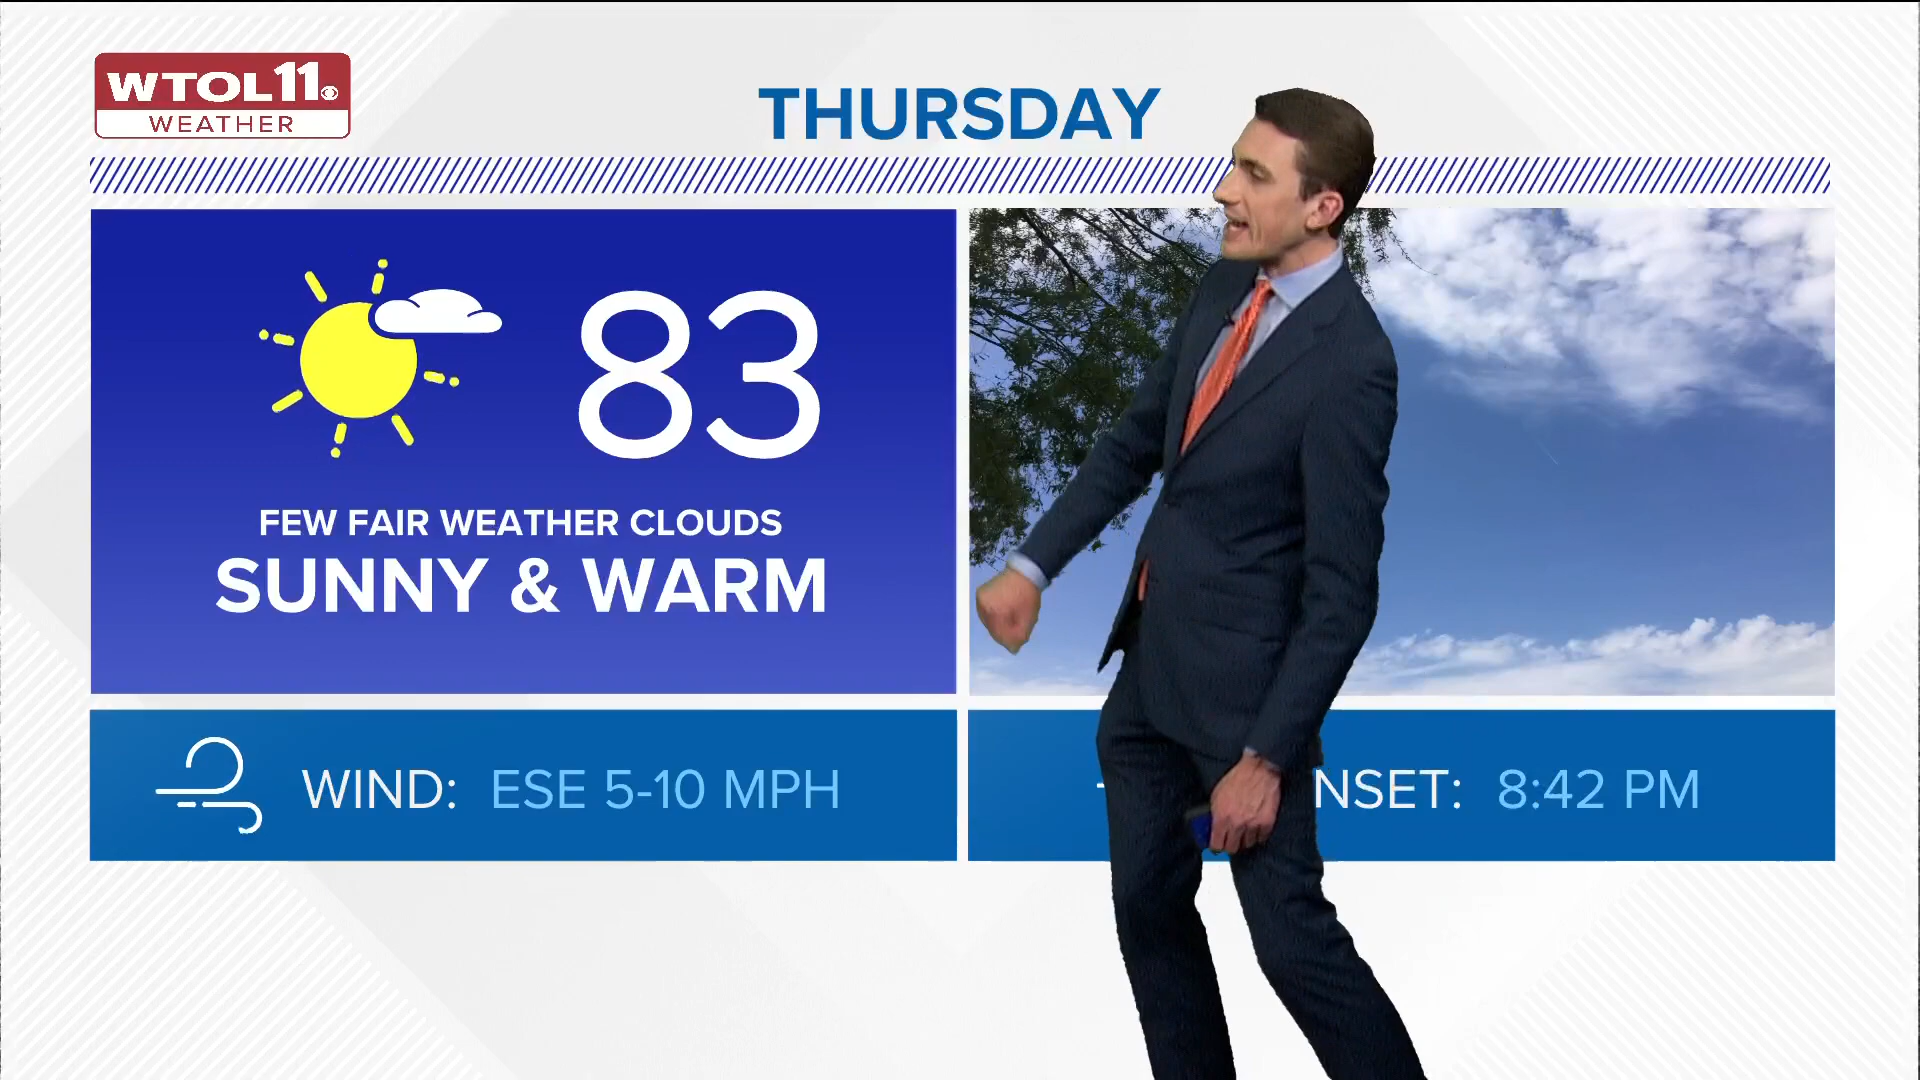 WTOL11
WEATHER
THURSDAY
83
FEW FAIR WEATHER CLOUDS
SUNNY & WARM
WIND: ESE 5-10 MPH
NSET: 8:42 PM